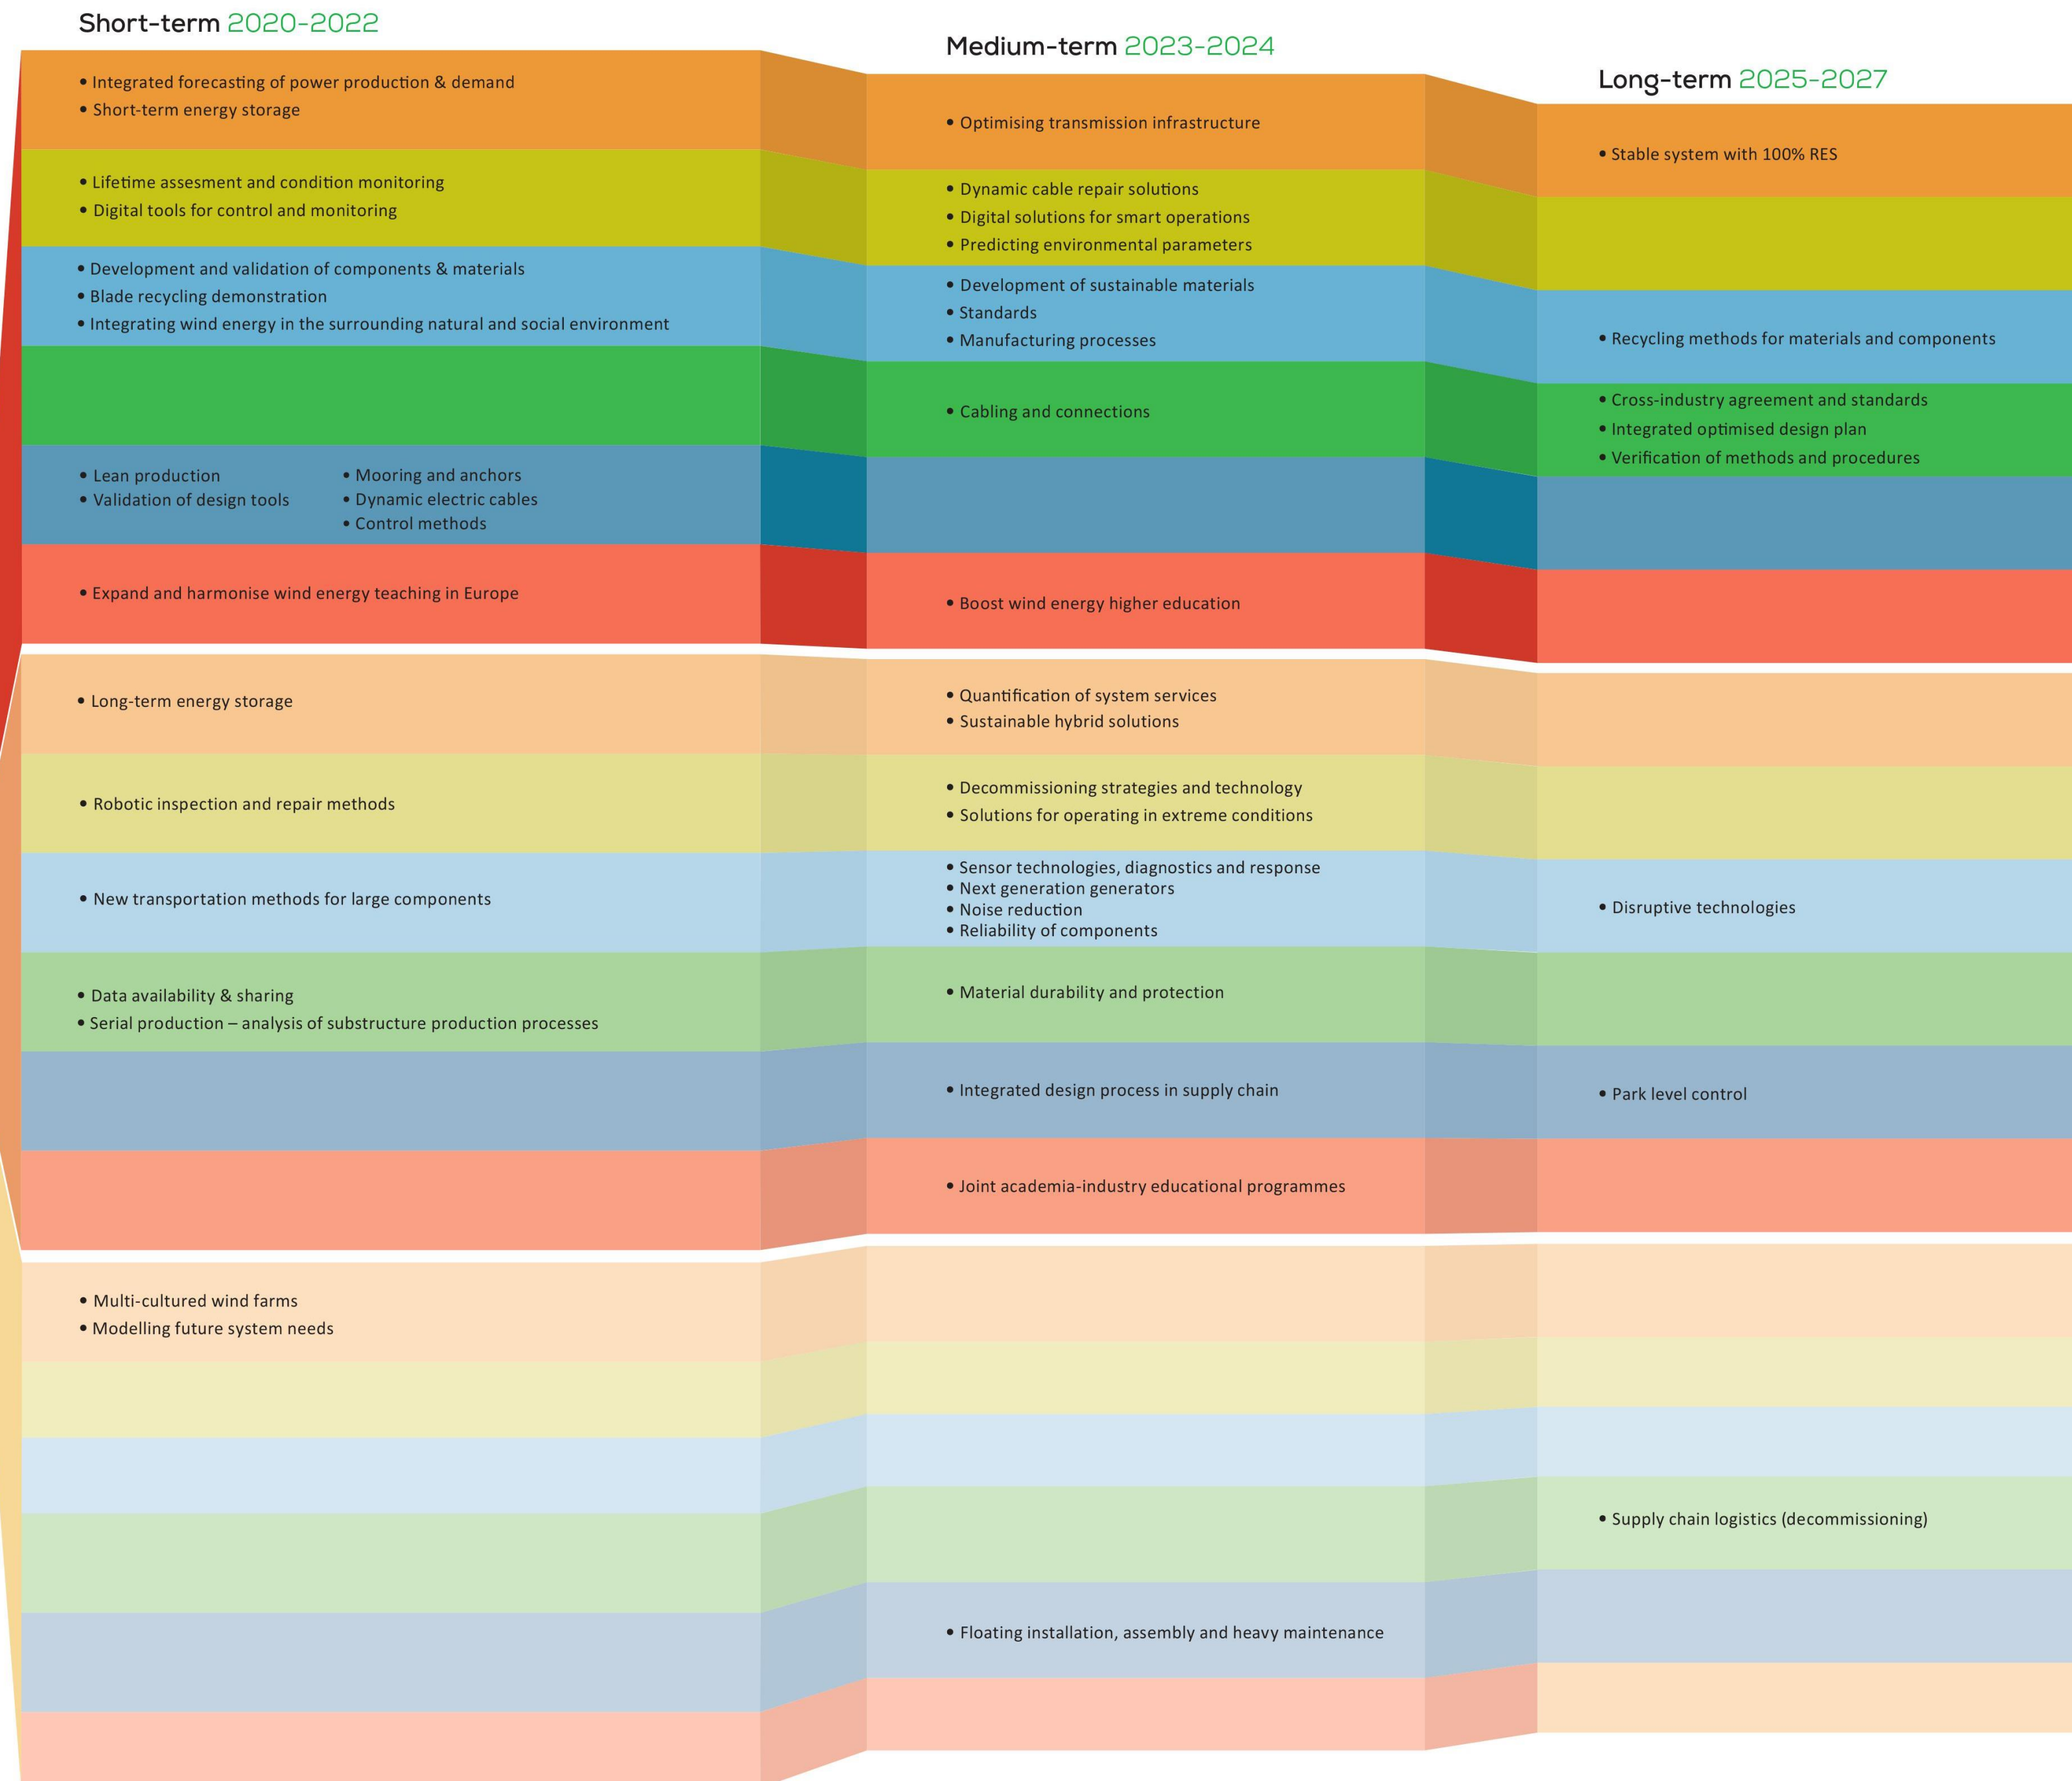 Short-term 2020-2022
• Integrated forecasting of power production & demand
• Short-term energy storage
• Lifetime assesment and condition monitoring
• Digital tools for control and monitoring
• Development and validation of components & materials
• Blade recycling demonstration
• Integrating wind energy in the surrounding natural and social environment
• Lean production
• Validation of design tools
• Mooring and anchors
• Dynamic electric cables
• Control methods
• Expand and harmonise wind energy teaching in Europe
• Long-term energy storage
• Robotic inspection and repair methods
• New transportation methods for large components
• Data availability & sharing
• Serial production – analysis of substructure production processes
• Multi-cultured wind farms
• Modelling future system needs
Medium-term 2023-2024
• Optimising transmission infrastructure
• Dynamic cable repair solutions
• Digital solutions for smart operations
• Predicting environmental parameters
• Development of sustainable materials
• Standards
• Manufacturing processes
• Cabling and connections
• Boost wind energy higher education
• Quantification of system services
• Sustainable hybrid solutions
• Decommissioning strategies and technology
• Solutions for operating in extreme conditions
• Sensor technologies, diagnostics and response
• Next generation generators
• Noise reduction
• Reliability of components
• Material durability and protection
• Integrated design process in supply chain
• Joint academia-industry educational programmes
• Floating installation, assembly and heavy maintenance
Long-term 2025-2027
• Stable system with 100% RES
• Recycling methods for materials and components
• Cross-industry agreement and standards
• Integrated optimised design plan
• Verification of methods and procedures
• Disruptive technologies
• Park level control
• Supply chain logistics (decommissioning)